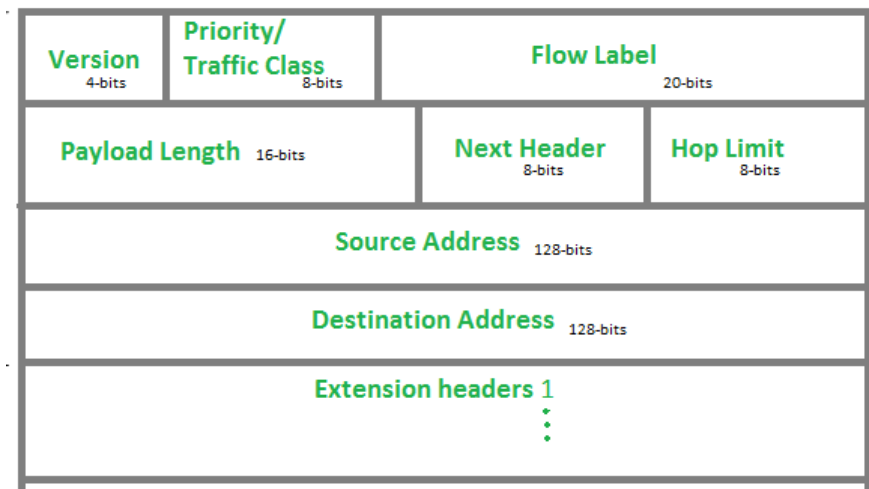 Version
4-bits
Priority/
Traffic Class
8-bits
Flow Label
20-bits
Payload Length 16-bits
Next Header
8-bits
Hop Limit
8-bits
Source Address 128-bits
Destination Address 128-bits
Extension headers 1